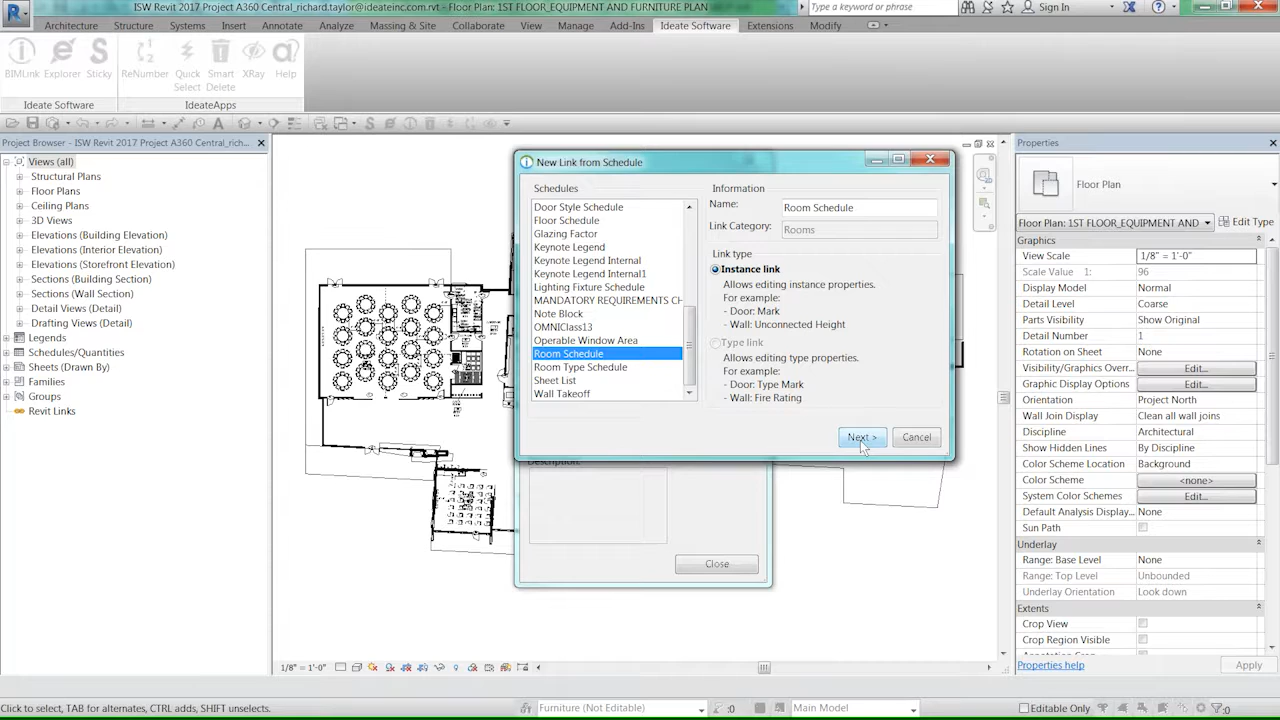 ISW Revit 2017 Project A360 Central_richard.taylor@ideateinc.com.rvt - Floor Plan: 1ST FLOOR_EQUIPMENT AND FURNITURE PLAN
Type a keyword or phrase
Sign In
Architecture
Structure
Systems
Insert
Annotate
Analyze
Massing & Site
Collaborate
View
Manage
Add-Ins
Ideate Software
Extensions
Modify
BIMLink
Explorer
Sticky
ReNumber
Quick
Select
Smart
Delete
XRay
Help
Ideate Software
IdeateApps
Project Browser - ISW Revit 2017 Project A360 Central_rich...
Views (all)
Structural Plans
Floor Plans
Ceiling Plans
3D Views
Elevations (Building Elevation)
Elevations (Interior Elevation)
Elevations (Storefront Elevation)
Sections (Building Section)
Sections (Wall Section)
Detail Views (Detail)
Drafting Views (Detail)
Legends
Schedules/Quantities
Sheets (Drawn By)
Families
Groups
Revit Links
New Link from Schedule
Schedules
Door Style Schedule
Floor Schedule
Glazing Factor
Keynote Legend
Keynote Legend Internal
Keynote Legend Internal1
Lighting Fixture Schedule
MANDATORY REQUIREMENTS CH
Note Block
OMNIClass13
Operable Window Area
Room Schedule
Room Type Schedule
Sheet List
Wall Takeoff
Information
Name:
Room Schedule
Link Category:
Rooms
Link type
Instance link
Allows editing instance properties.
For example:
- Door: Mark
- Wall: Unconnected Height
Type link
Allows editing type properties.
For example:
- Door: Type Mark
- Wall: Fire Rating
Next >
Cancel
Description:
Close
Properties
Floor Plan
Floor Plan: 1ST FLOOR_EQUIPMENT AND
Edit Type
Graphics
View Scale 1/8" = 1'-0"
Scale Value 1: 96
Display Model Normal
Detail Level Coarse
Parts Visibility Show Original
Detail Number 1
Rotation on Sheet None
Visibility/Graphics Overr... Edit...
Graphic Display Options Edit...
Orientation Project North
Wall Join Display Clean all wall joins
Discipline Architectural
Show Hidden Lines By Discipline
Color Scheme Location Background
Color Scheme <none>
System Color Schemes Edit...
Default Analysis Display... None
Sun Path
Underlay
Range: Base Level None
Range: Top Level Unbounded
Underlay Orientation Look down
Extents
Crop View
Crop Region Visible
Properties help
Apply
1/8" = 1'-0"
Click to select, TAB for alternates, CTRL adds, SHIFT unselects.
Furniture (Not Editable)
:0
Main Model
Editable Only
:0